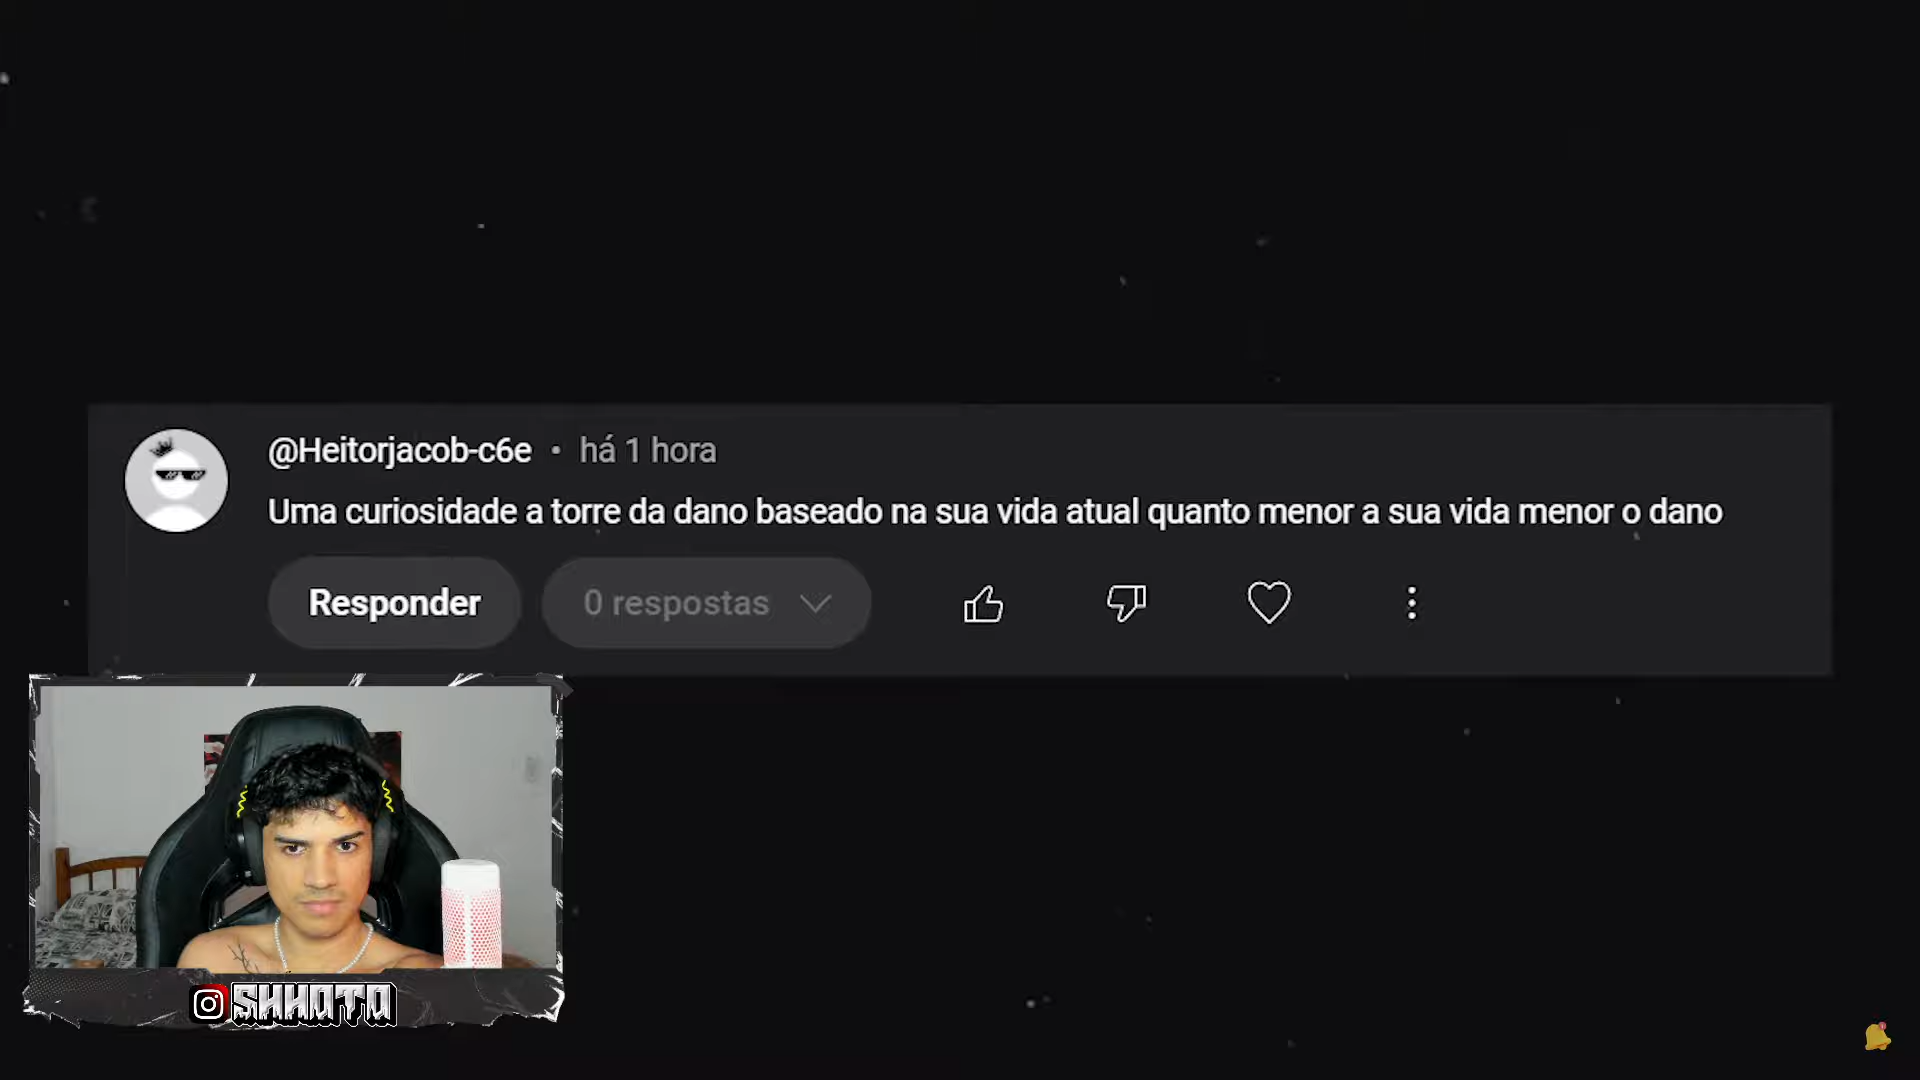 @Heitorjacob-c6e • há 1 hora
Uma curiosidade a torre da dano baseado na sua vida atual quanto menor a sua vida menor o dano
Responder
0 respostas
SHHOTO